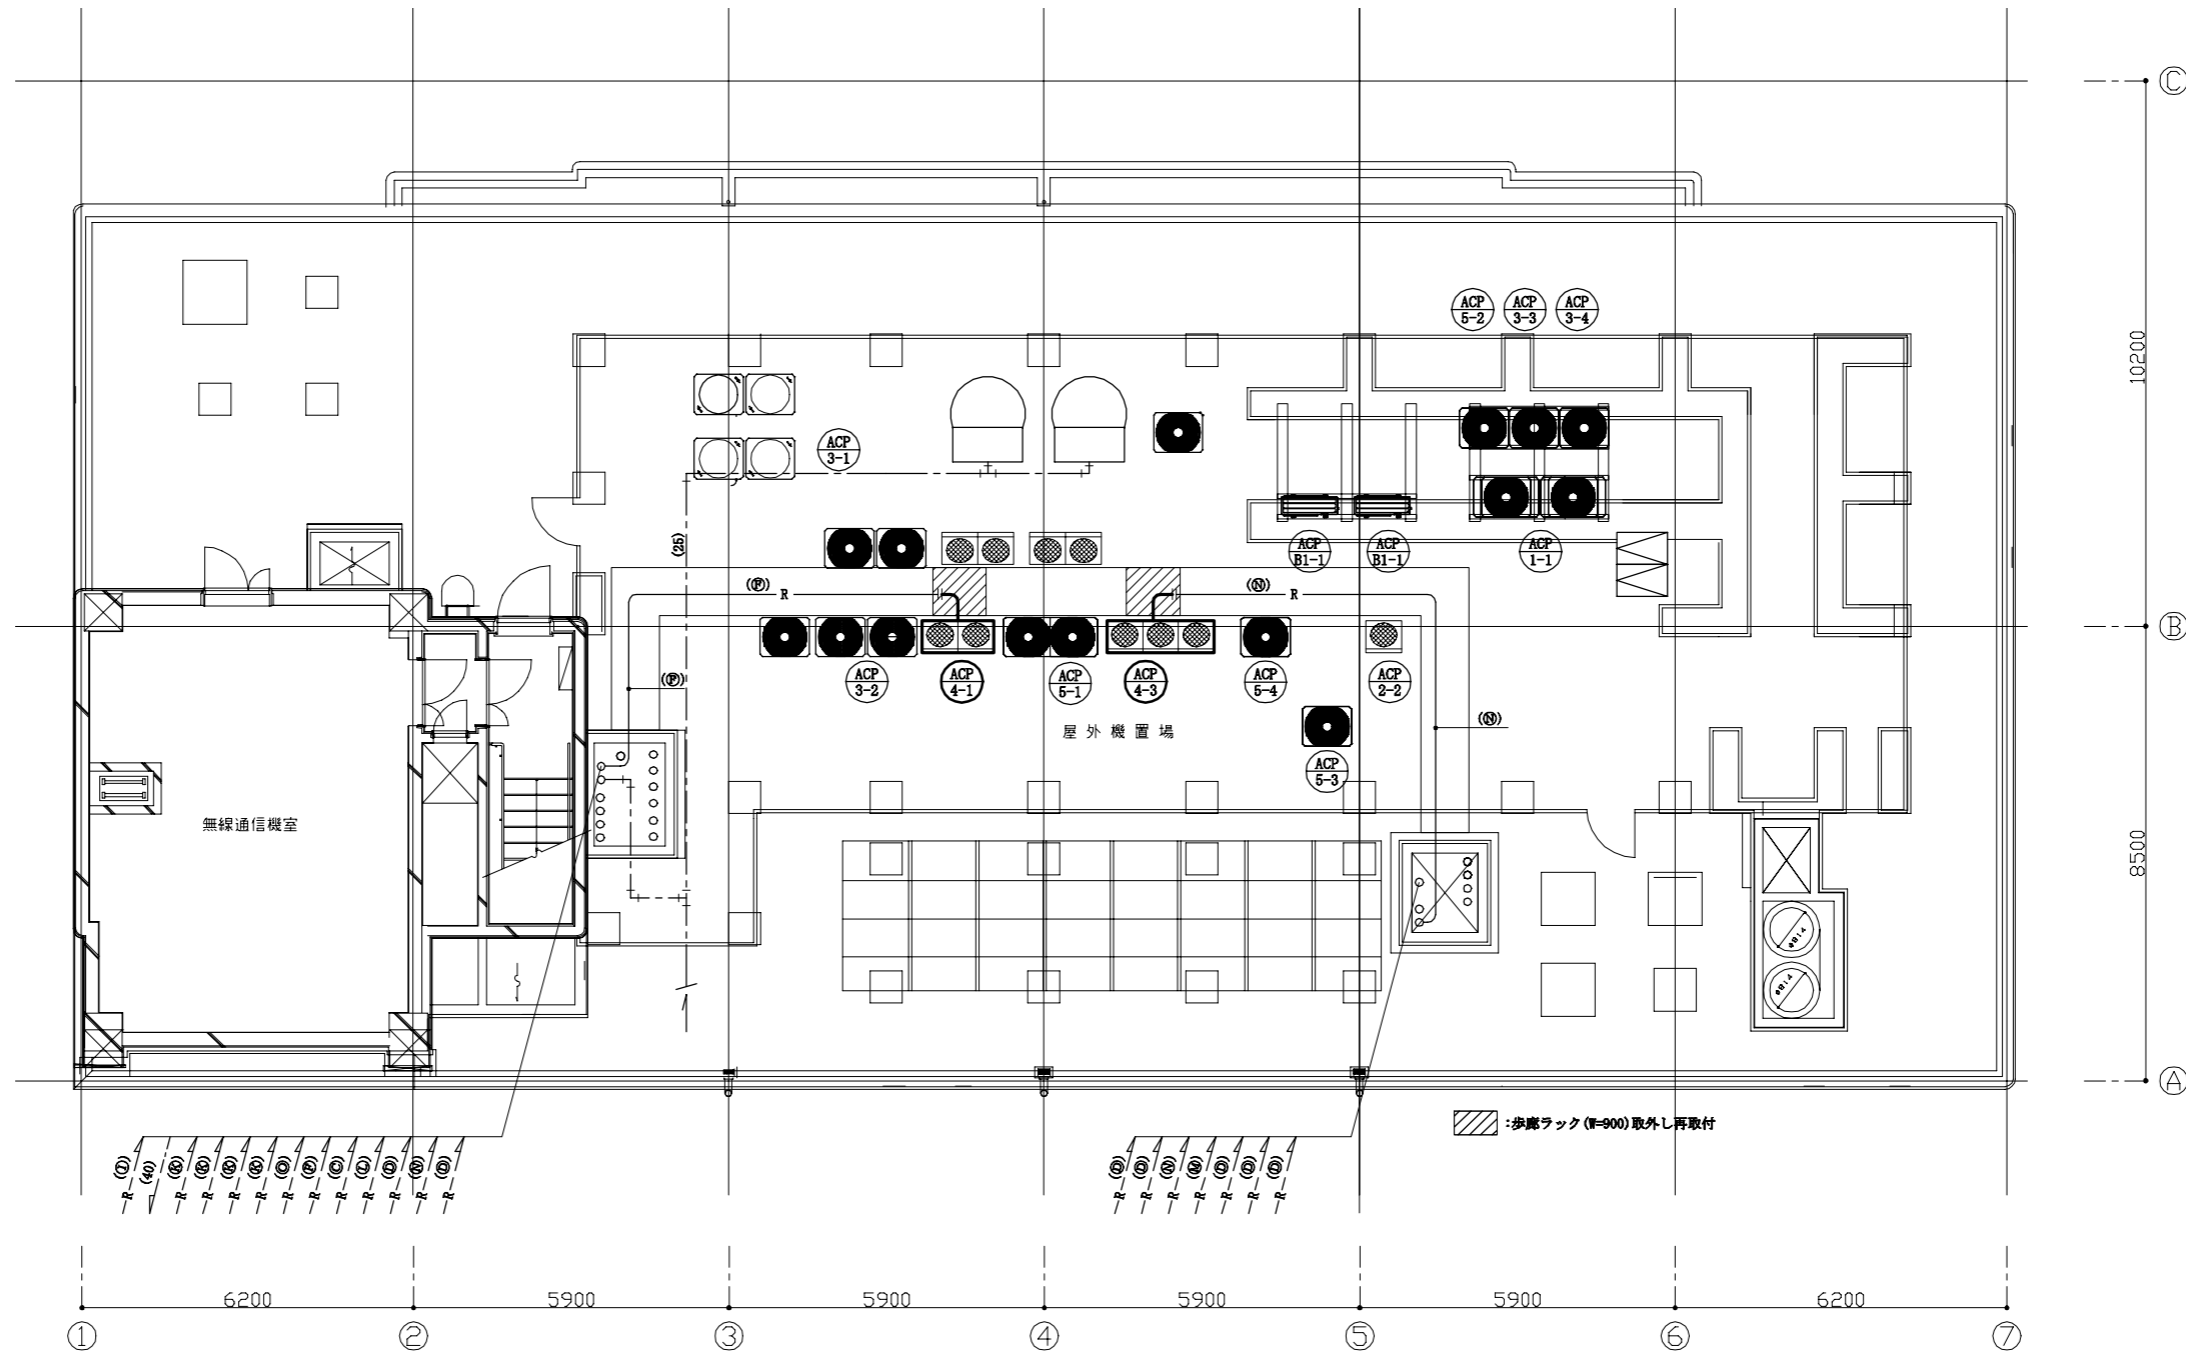 Ⓒ
ACP
5-2
ACP
3-3
ACP
3-4
10200
ACP
3-1
(25)
ACP
B1-1
ACP
B1-1
ACP
1-1
(Ⓟ)
R
(Ⓝ)
R
Ⓑ
(Ⓟ)
ACP
3-2
ACP
4-1
ACP
5-1
ACP
4-3
ACP
5-4
ACP
2-2
(Ⓝ)
屋外機置場
ACP
5-3
無線通信機室
8500
Ⓐ
:歩廊ラック(W=900)取外し再取付
(40)
R R R R R R R R R R R R
R R R R R R R
6200
5900
5900
5900
5900
6200
① ② ③ ④ ⑤ ⑥ ⑦